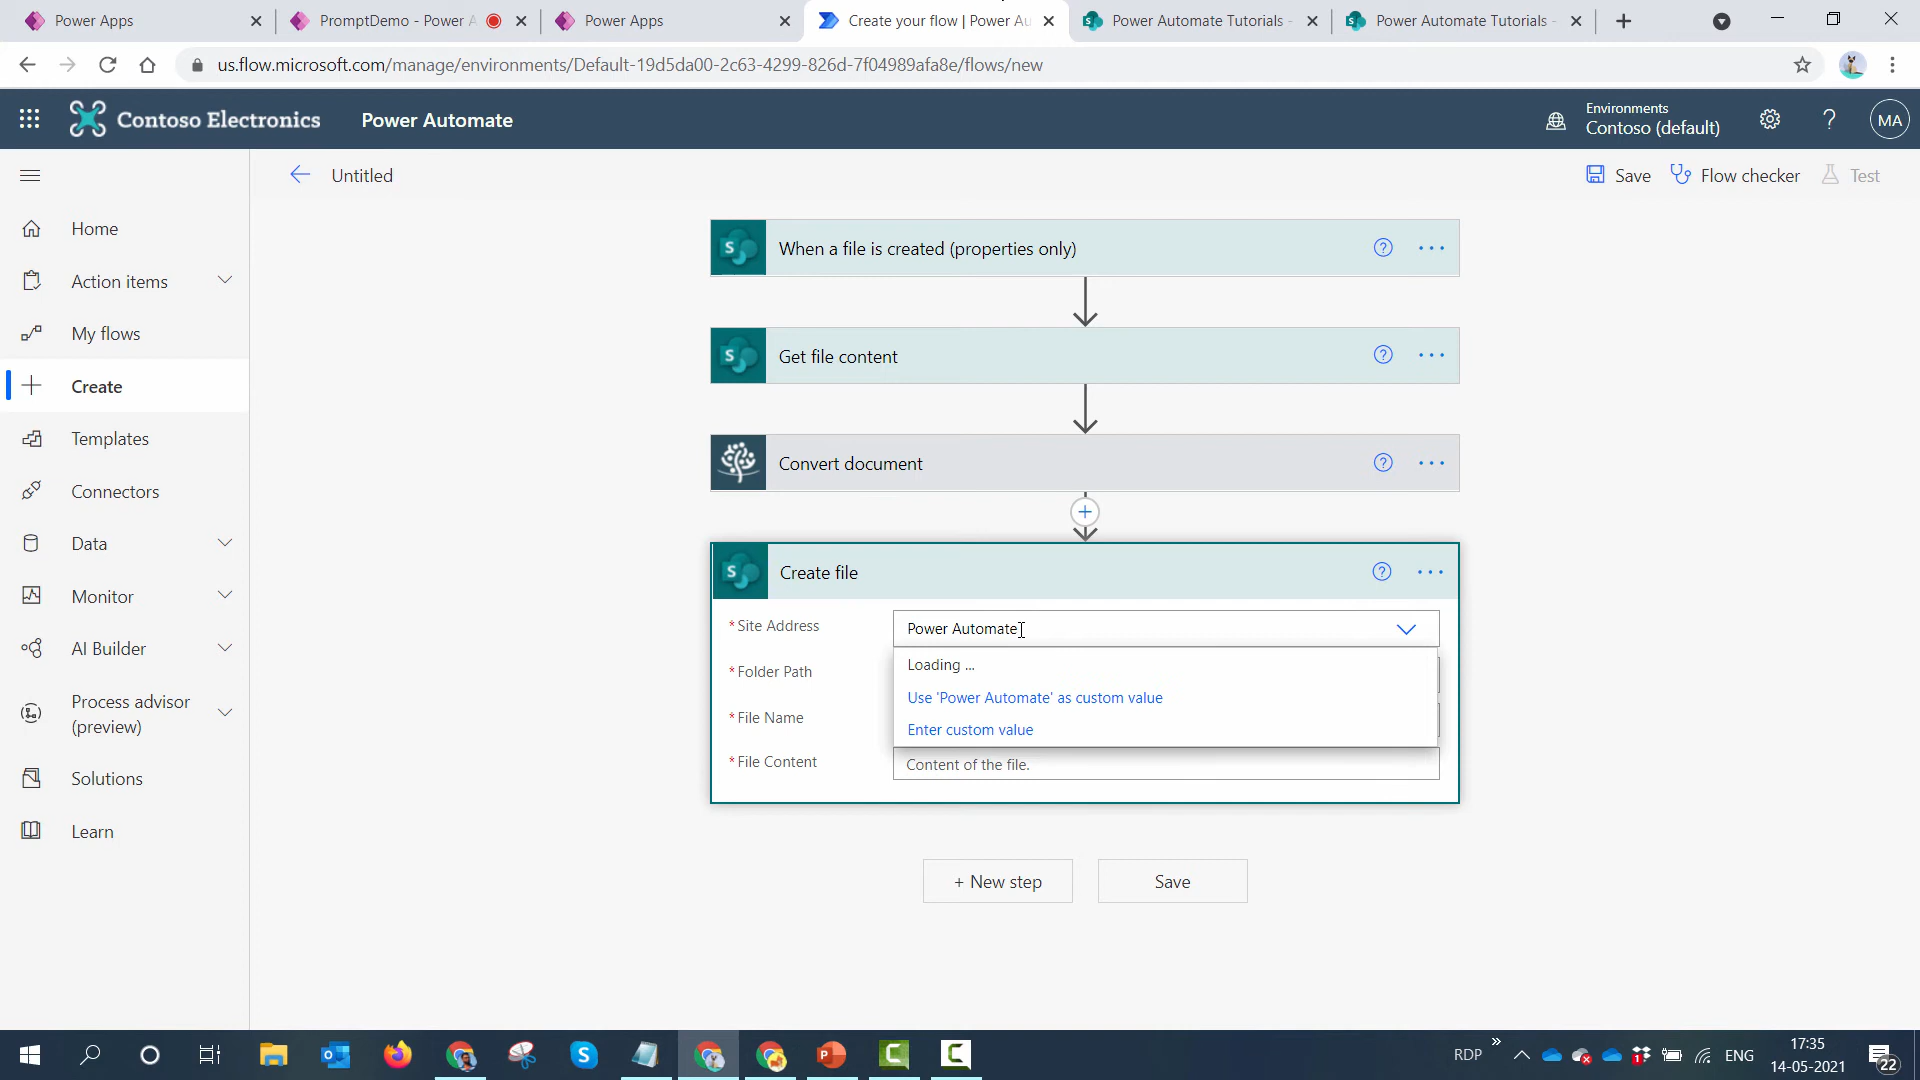 Power Apps
PromptDemo - Power A
Power Apps
Create your flow | Power Au
Power Automate Tutorials -
Power Automate Tutorials -
us.flow.microsoft.com/manage/environments/Default-19d5da00-2c63-4299-826d-7f04989afa8e/flows/new
Contoso Electronics
Power Automate
Environments
Contoso (default)
MA
Untitled
Save
Flow checker
Test
Home
Action items
My flows
Create
Templates
Connectors
Data
Monitor
AI Builder
Process advisor
(preview)
Solutions
Learn
When a file is created (properties only)
Get file content
Convert document
Create file
* Site Address
Power Automate
Loading ...
Use 'Power Automate' as custom value
Enter custom value
* Folder Path
* File Name
* File Content
Content of the file.
+ New step
Save
RDP
ENG
17:35
14-05-2021
22